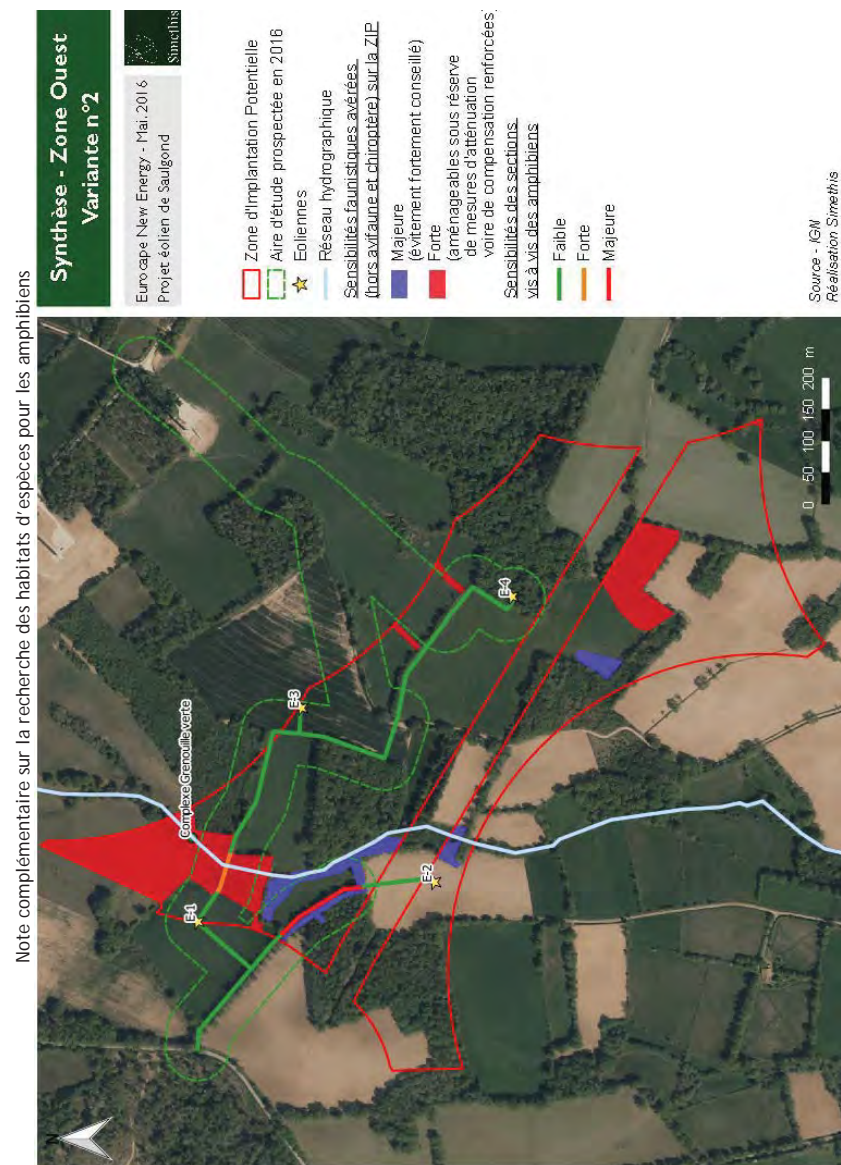 Note complémentaire sur la recherche des habitats d'espèces pour les amphibiens
Synthèse - Zone Ouest
Variante n°2
Eurocape New Energy - Mai. 2016
Projet éolien de Saulgond
Simethis
Zone d'Implantation Potentielle
Aire d'étude prospectée en 2016
Eoliennes
Réseau hydrographique
Sensibilités faunistiques avérées
(hors avifaune et chiroptère) sur la ZIP
Majeure
(évitement fortement conseillé)
Forte
(aménageables sous réserve
de mesures d'atténuation
voire de compensation renforcées)
Sensibilités des sections
vis à vis des amphibiens
Faible
Forte
Majeure
Source - IGN
Réalisation Simethis
N
Complexe Grenouille verte
E-1
E-2
E-3
E-4
0 50 100 150 200 m